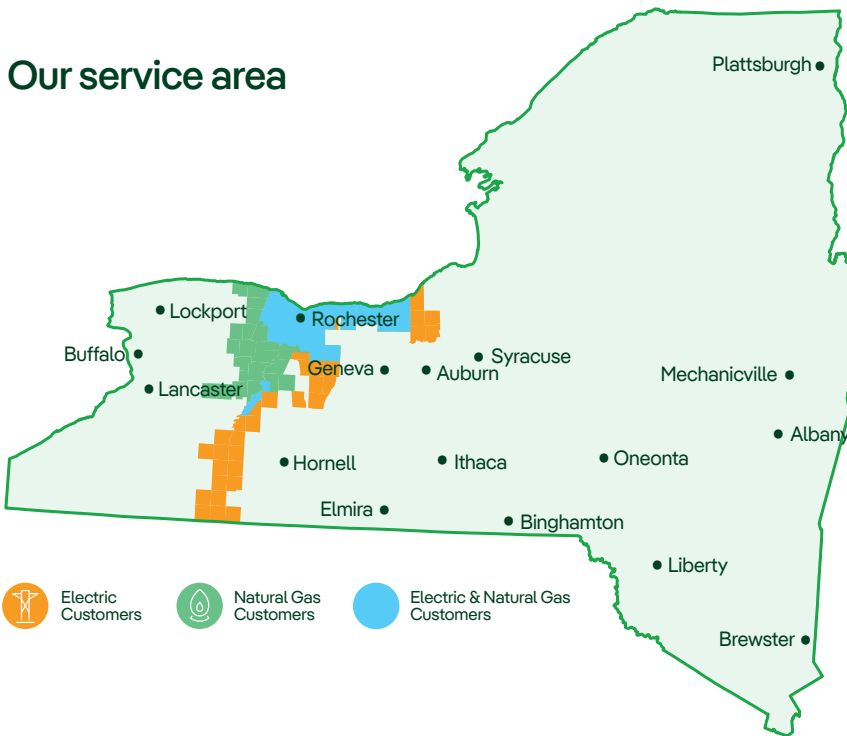 Our service area
Plattsburgh
Lockport
Rochester
Buffalo
Syracuse
Geneva
Auburn
Mechanicville
Lancaster
Albany
Hornell
Ithaca
Oneonta
Elmira
Binghamton
Liberty
Electric
Customers
Natural Gas
Customers
Electric & Natural Gas
Customers
Brewster